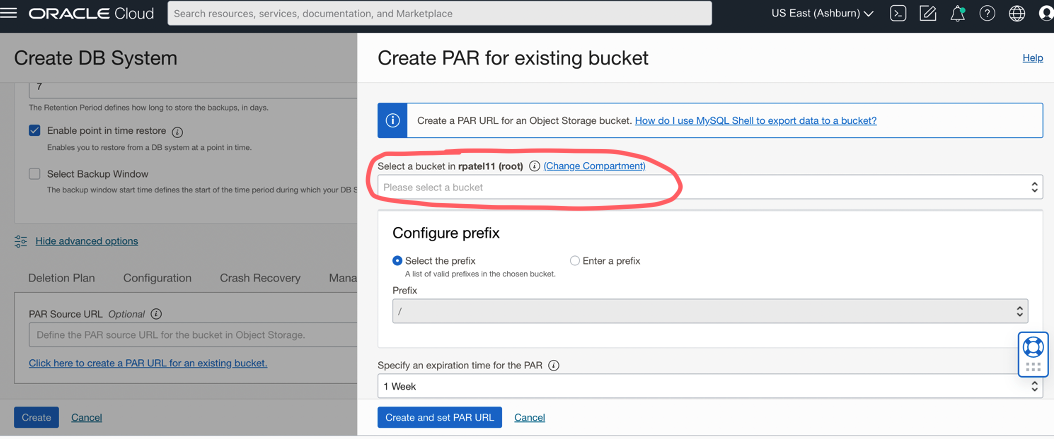 ORACLE Cloud
Search resources, services, documentation, and Marketplace
US East (Ashburn)
Create DB System
7
The Retention Period defines how long to store the backups, in days.
Enable point in time restore
Enables you to restore from a DB system at a point in time.
Select Backup Window
The backup window start time defines the start of the time period during which your DB S
Hide advanced options
Deletion Plan Configuration Crash Recovery Mana
PAR Source URL Optional
Define the PAR source URL for the bucket in Object Storage.
Click here to create a PAR URL for an existing bucket.
Create Cancel
Create PAR for existing bucket
Help
Create a PAR URL for an Object Storage bucket. How do I use MySQL Shell to export data to a bucket?
Select a bucket in rpatel11 (root) (Change Compartment)
Please select a bucket
Configure prefix
Select the prefix
A list of valid prefixes in the chosen bucket.
Enter a prefix
Prefix
/
Specify an expiration time for the PAR
1 Week
Create and set PAR URL Cancel